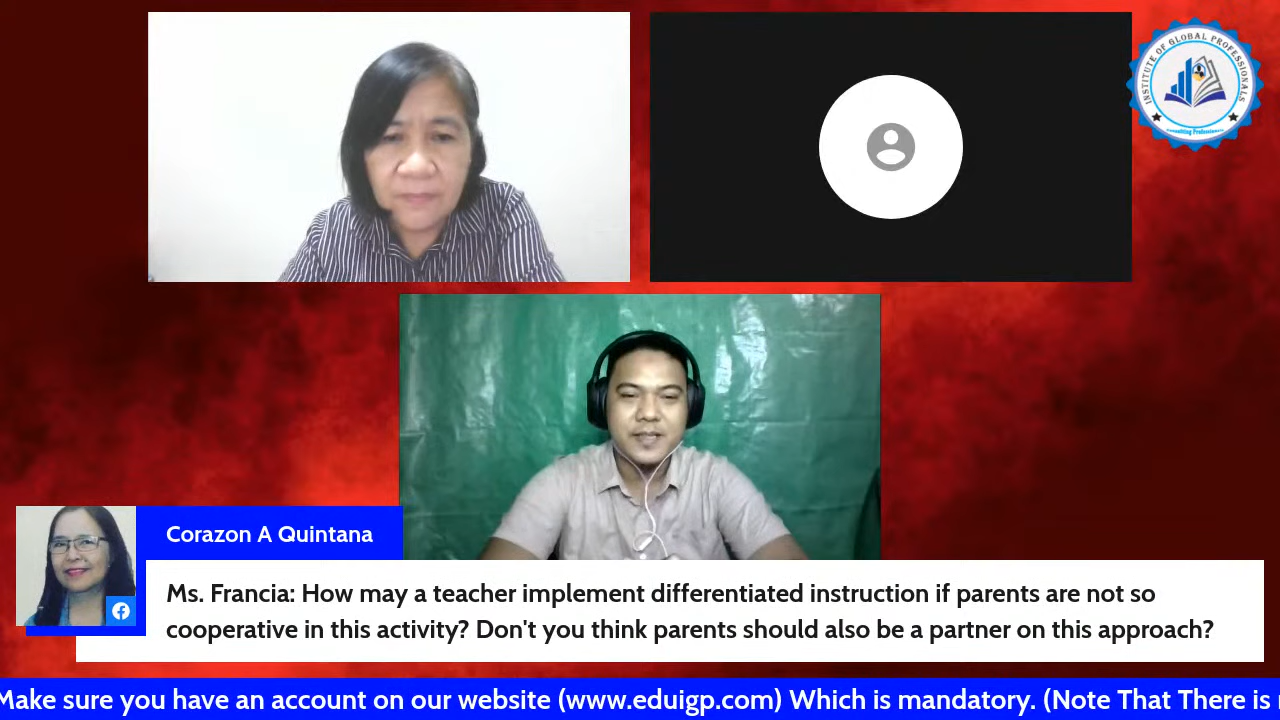 INSTITUTE OF GLOBAL PROFESSIONALS
Consulting Professionals
Corazon A Quintana
Ms. Francia: How may a teacher implement differentiated instruction if parents are not so
cooperative in this activity? Don't you think parents should also be a partner on this approach?
Make sure you have an account on our website (www.eduigp.com) Which is mandatory. (Note That There is